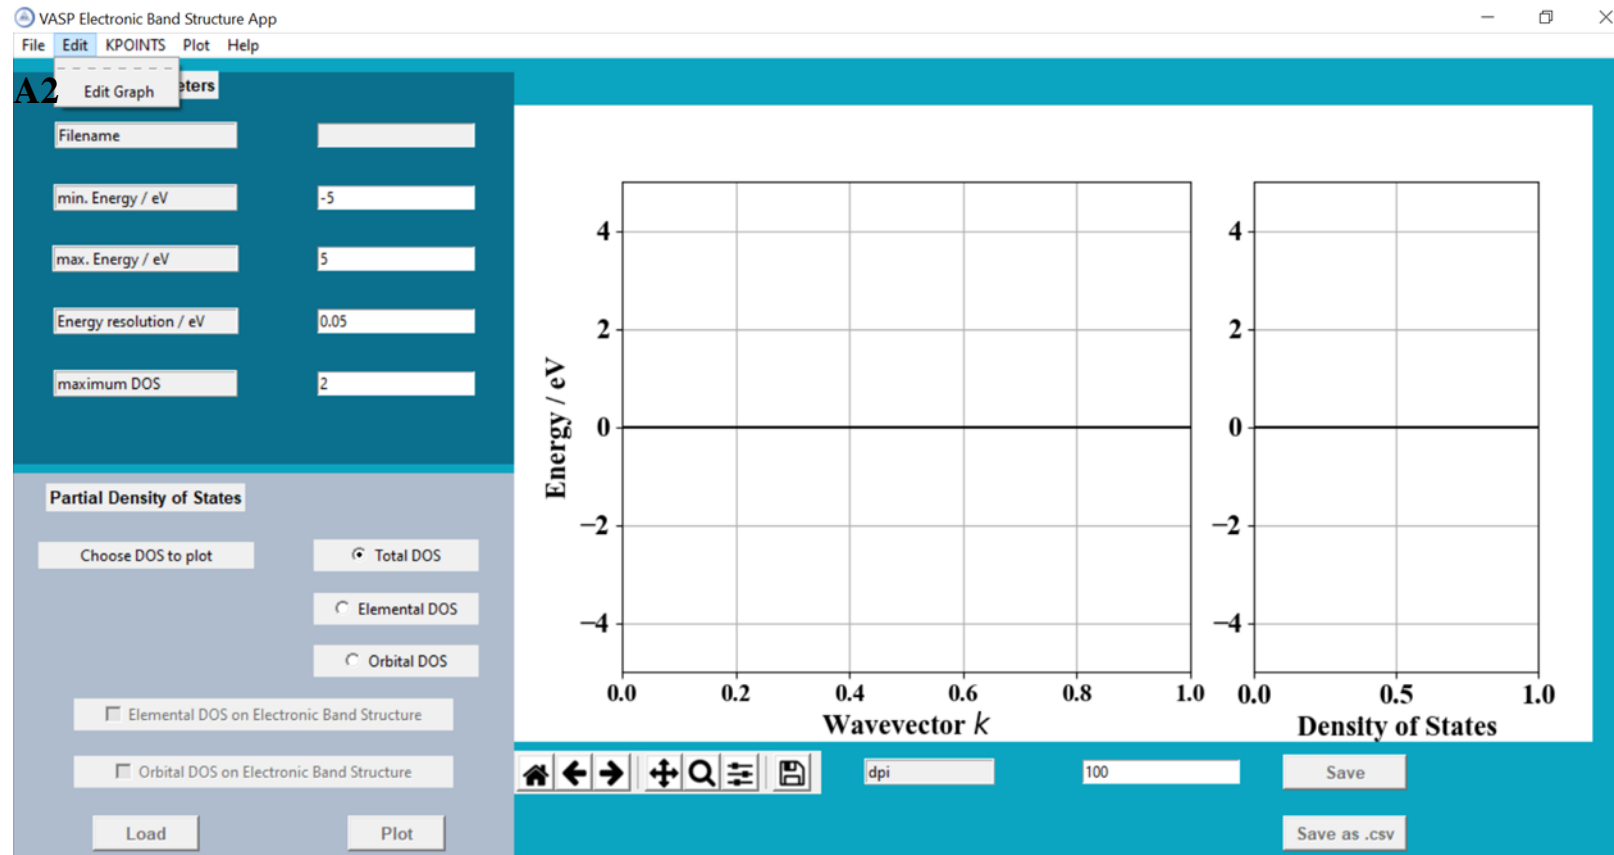 VASP Electronic Band Structure App
File Edit KPOINTS Plot Help
A2
Edit Graph
Filename
min. Energy / eV
-5
max. Energy / eV
5
Energy resolution / eV
0.05
maximum DOS
2
Partial Density of States
Choose DOS to plot
Total DOS
Elemental DOS
Orbital DOS
Elemental DOS on Electronic Band Structure
Orbital DOS on Electronic Band Structure
Load
Plot
Energy / eV
4
2
0
−2
−4
0.0 0.2 0.4 0.6 0.8 1.0
Wavevector k
4
2
0
−2
−4
0.0 0.5 1.0
Density of States
dpi
100
Save
Save as .csv